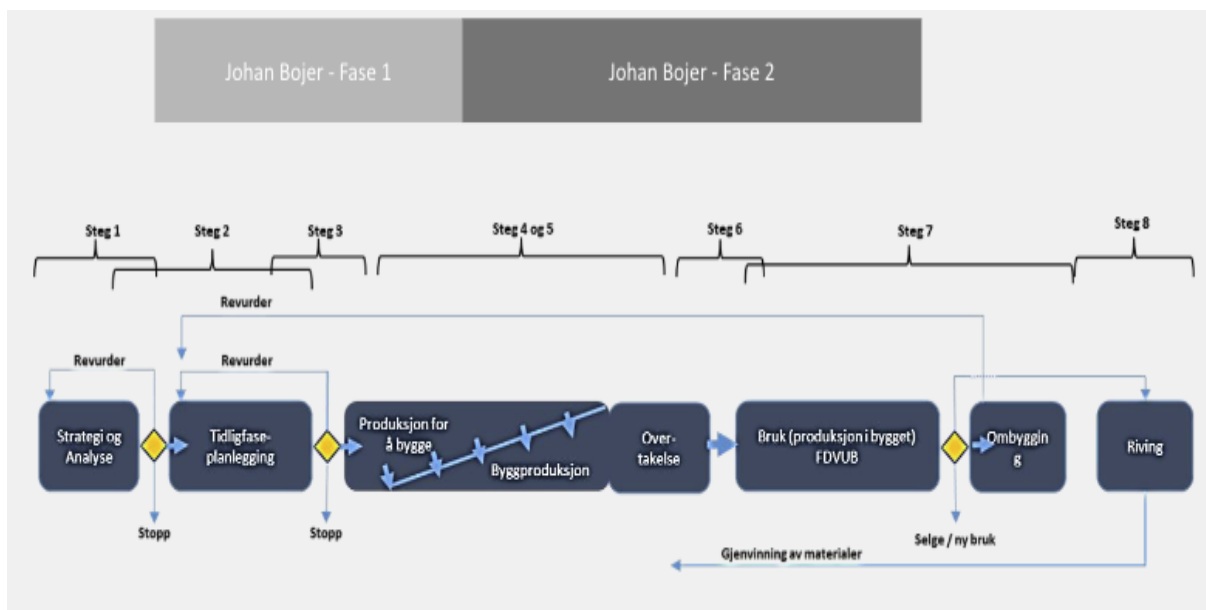 Johan Bojer - Fase 1
Johan Bojer - Fase 2
Steg 1
Steg 2
Steg 3
Steg 4 og 5
Steg 6
Steg 7
Steg 8
Revurder
Revurder
Revurder
Strategi og
Analyse
Tidligfase-
planlegging
Produksjon for
å bygge
Byggproduksjon
Over-
takelse
Bruk (produksjon i bygget)
FDVUB
Ombyggin
g
Riving
Stopp
Stopp
Selge / ny bruk
Gjenvinning av materialer